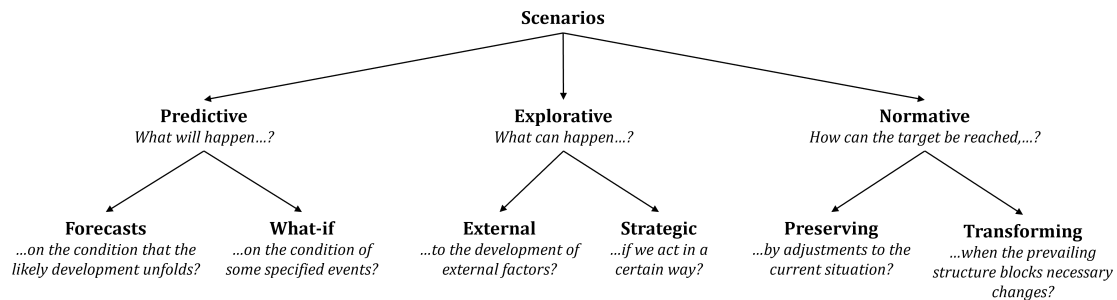 Scenarios
Predictive
What will happen...?
Explorative
What can happen...?
Normative
How can the target be reached,...?
Forecasts
...on the condition that the
likely development unfolds?
What-if
...on the condition of
some specified events?
External
...to the development of
external factors?
Strategic
...if we act in a
certain way?
Preserving
...by adjustments to the
current situation?
Transforming
...when the prevailing
structure blocks necessary
changes?